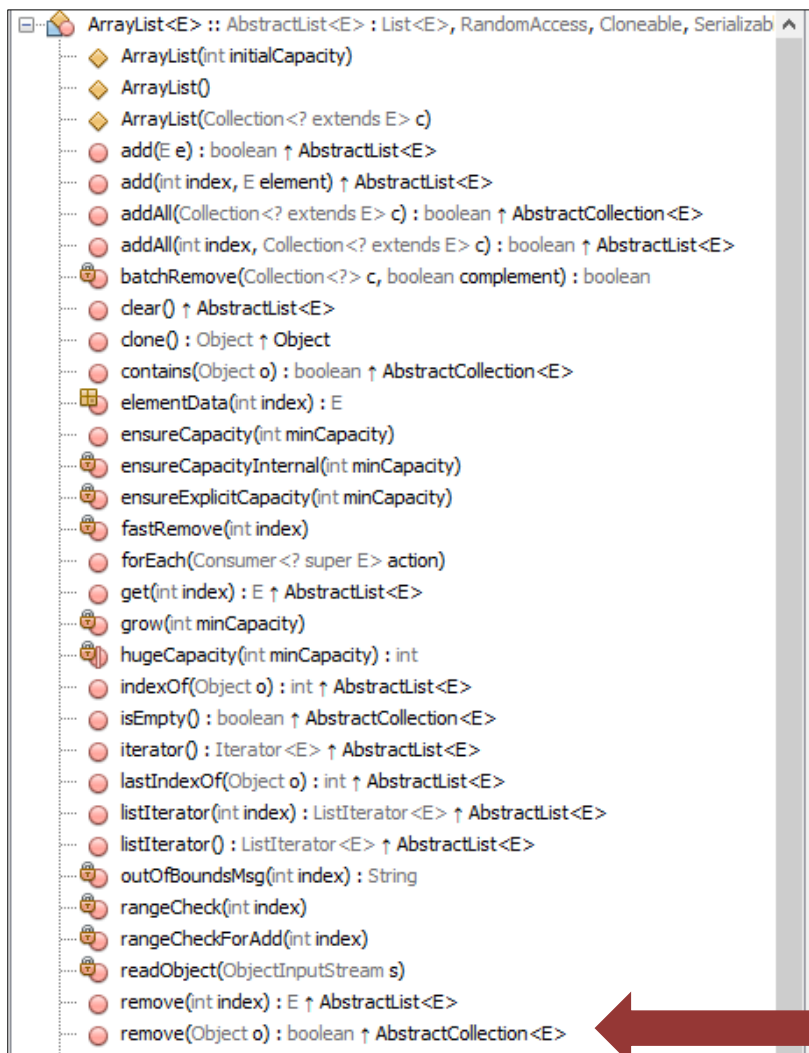 ArrayList<E> :: AbstractList<E> : List<E>, RandomAccess, Cloneable, Serializab
ArrayList(int initialCapacity)
ArrayList()
ArrayList(Collection<? extends E> c)
add(E e) : boolean ↑ AbstractList<E>
add(int index, E element) ↑ AbstractList<E>
addAll(Collection<? extends E> c) : boolean ↑ AbstractCollection<E>
addAll(int index, Collection<? extends E> c) : boolean ↑ AbstractList<E>
batchRemove(Collection<?> c, boolean complement) : boolean
clear() ↑ AbstractList<E>
clone() : Object ↑ Object
contains(Object o) : boolean ↑ AbstractCollection<E>
elementData(int index) : E
ensureCapacity(int minCapacity)
ensureCapacityInternal(int minCapacity)
ensureExplicitCapacity(int minCapacity)
fastRemove(int index)
forEach(Consumer<? super E> action)
get(int index) : E ↑ AbstractList<E>
grow(int minCapacity)
hugeCapacity(int minCapacity) : int
indexOf(Object o) : int ↑ AbstractList<E>
isEmpty() : boolean ↑ AbstractCollection<E>
iterator() : Iterator<E> ↑ AbstractList<E>
lastIndexOf(Object o) : int ↑ AbstractList<E>
listIterator(int index) : ListIterator<E> ↑ AbstractList<E>
listIterator() : ListIterator<E> ↑ AbstractList<E>
outOfBoundsMsg(int index) : String
rangeCheck(int index)
rangeCheckForAdd(int index)
readObject(ObjectInputStream s)
remove(int index) : E ↑ AbstractList<E>
remove(Object o) : boolean ↑ AbstractCollection<E>